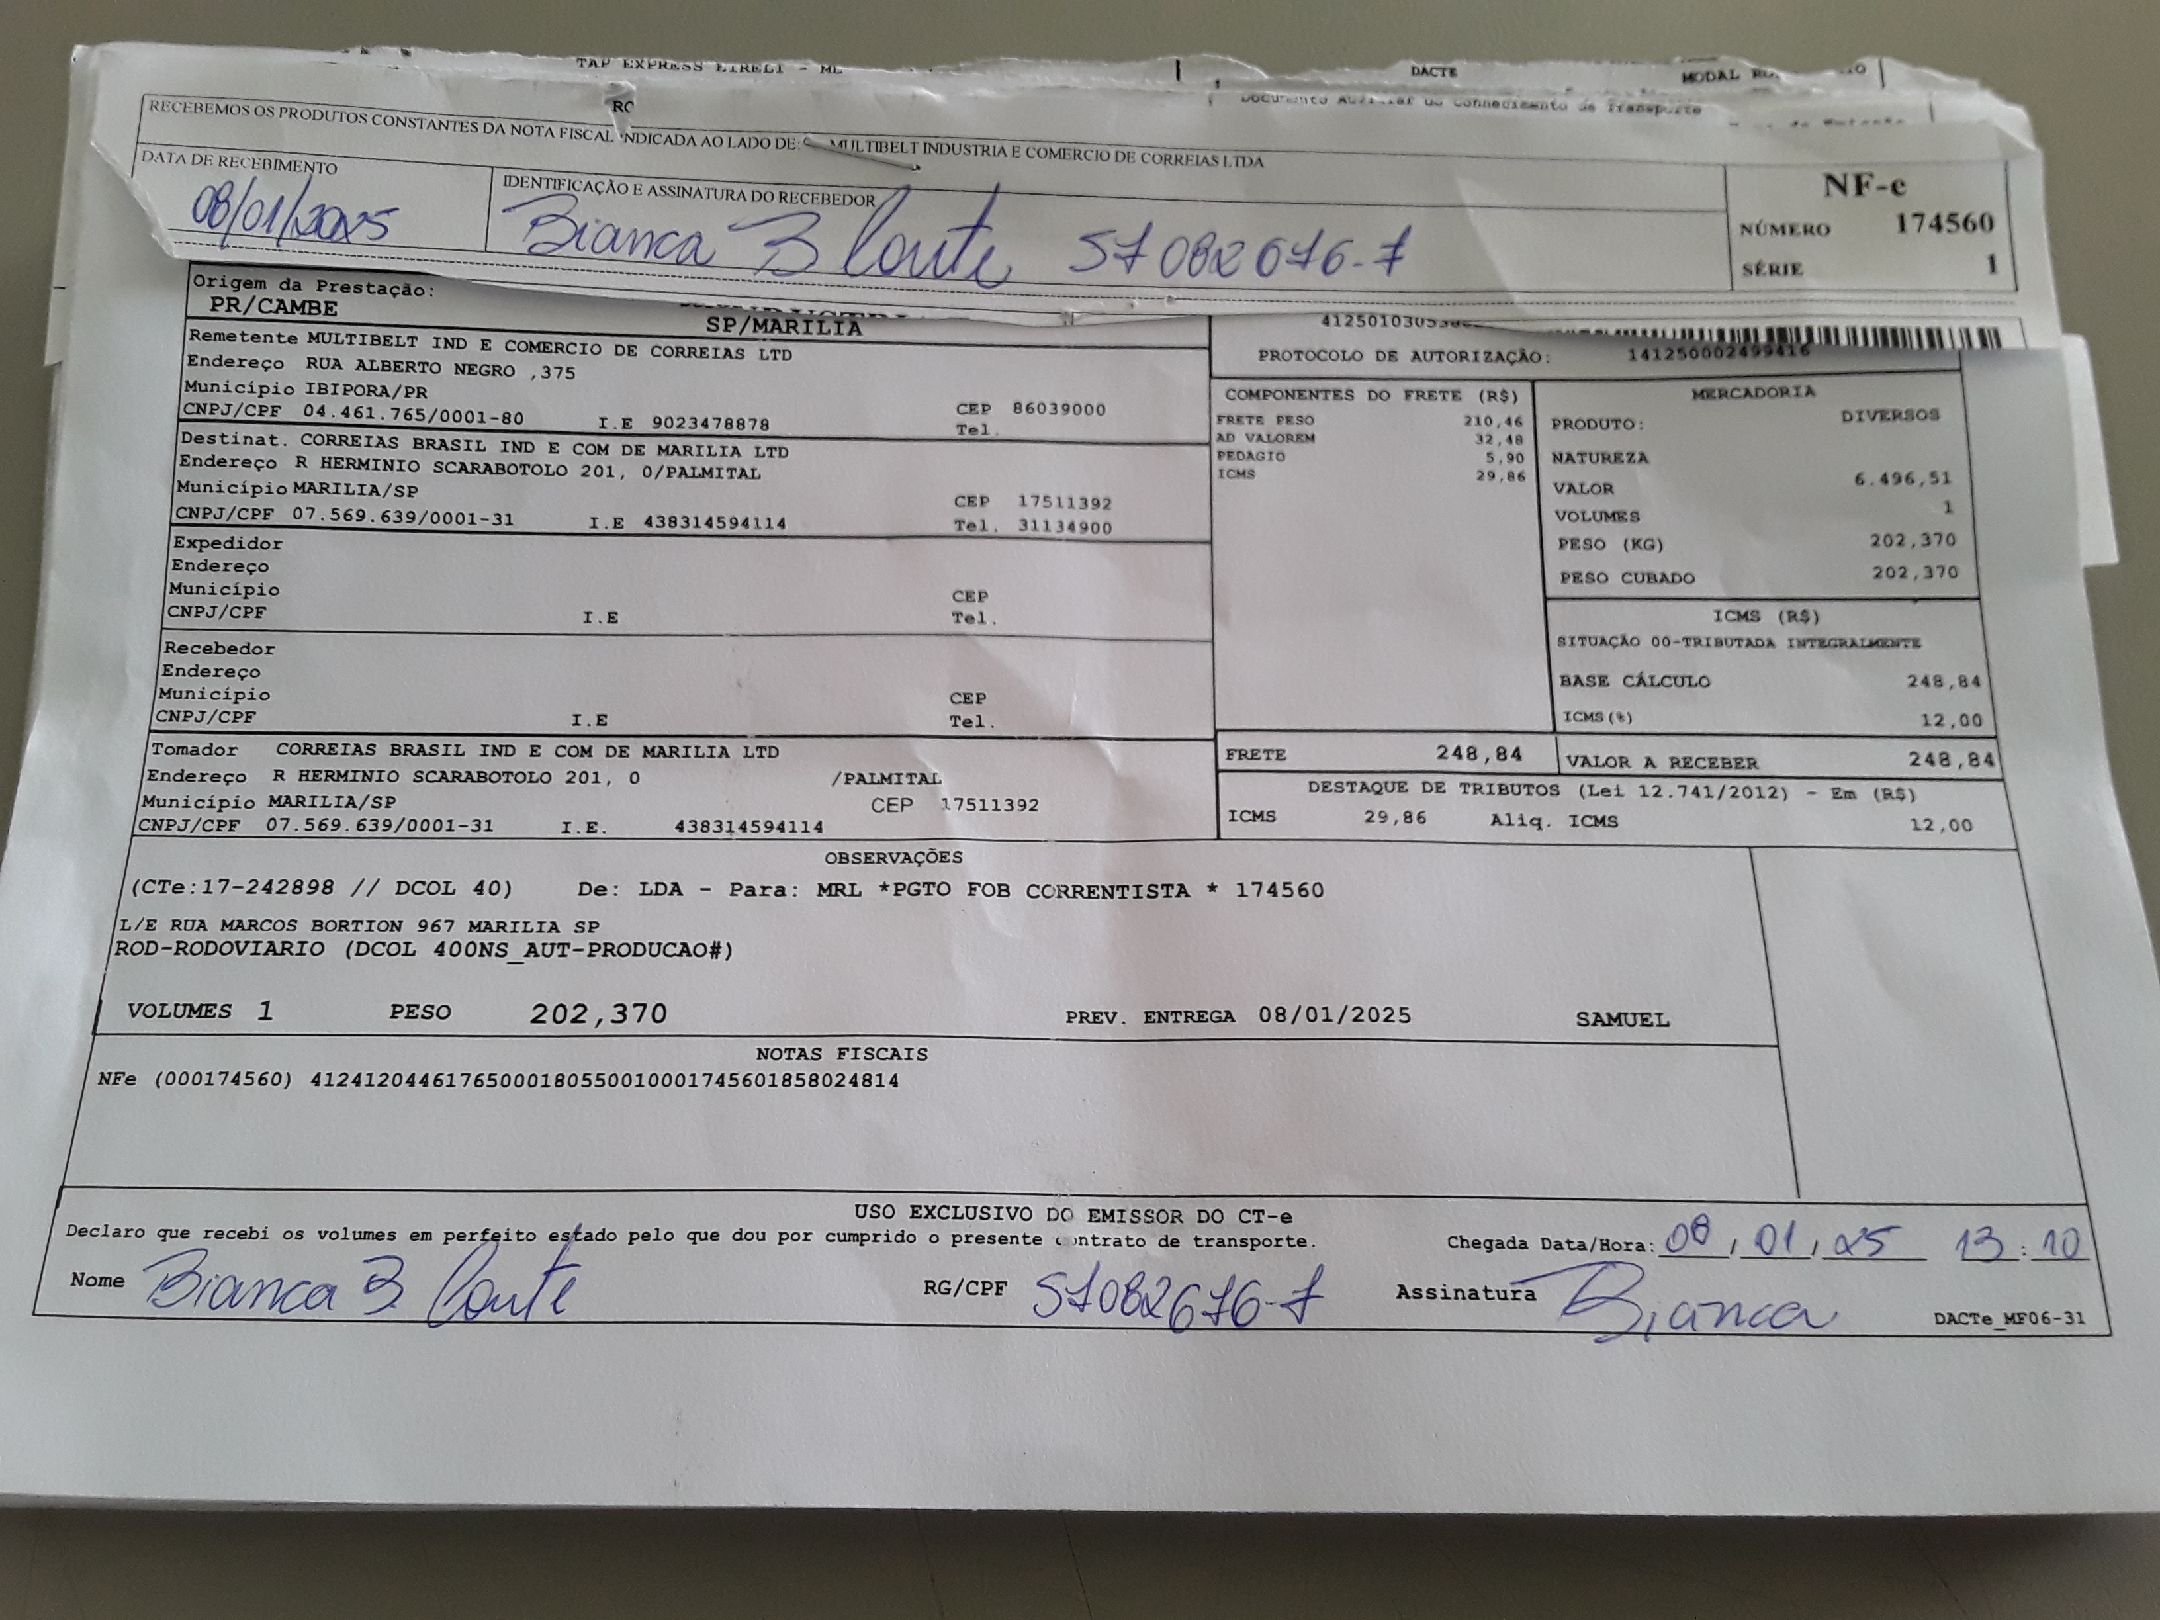 TAP EXPRESS EIRELI - ME
DACTE
MODAL
Documento Auxiliar do Conhecimento de Transporte
RECEBEMOS OS PRODUTOS CONSTANTES DA NOTA FISCAL INDICADA AO LADO DE: MULTIBELT INDUSTRIA E COMERCIO DE CORREIAS LTDA
DATA DE RECEBIMENTO
08/01/2025
IDENTIFICAÇÃO E ASSINATURA DO RECEBEDOR
Bianca B Conte 57082676-7
NF-e
NÚMERO 174560
SÉRIE 1
Origem da Prestação:
PR/CAMBE
SP/MARILIA
Remetente MULTIBELT IND E COMERCIO DE CORREIAS LTD
Endereço RUA ALBERTO NEGRO ,375
Município IBIPORA/PR CEP 86039000
CNPJ/CPF 04.461.765/0001-80 I.E 9023478878 Tel.
PROTOCOLO DE AUTORIZAÇÃO: 141250002499416
Destinat. CORREIAS BRASIL IND E COM DE MARILIA LTD
Endereço R HERMINIO SCARABOTOLO 201, 0/PALMITAL
Município MARILIA/SP CEP 17511392
CNPJ/CPF 07.569.639/0001-31 I.E 438314594114 Tel. 31134900
Expedidor
Endereço
Município CEP
CNPJ/CPF I.E Tel.
Recebedor
Endereço
Município CEP
CNPJ/CPF I.E Tel.
Tomador CORREIAS BRASIL IND E COM DE MARILIA LTD
Endereço R HERMINIO SCARABOTOLO 201, 0 /PALMITAL
Município MARILIA/SP CEP 17511392
CNPJ/CPF 07.569.639/0001-31 I.E. 438314594114
COMPONENTES DO FRETE (R$)
FRETE PESO 210,46
AD VALOREM 32,48
PEDAGIO 5,90
ICMS 29,86
MERCADORIA
PRODUTO: DIVERSOS
NATUREZA
VALOR 6.496,51
VOLUMES 1
PESO (KG) 202,370
PESO CUBADO 202,370
ICMS (R$)
SITUAÇÃO 00-TRIBUTADA INTEGRALMENTE
BASE CÁLCULO 248,84
ICMS(%) 12,00
FRETE 248,84 VALOR A RECEBER 248,84
DESTAQUE DE TRIBUTOS (Lei 12.741/2012) - Em (R$)
ICMS 29,86 Aliq. ICMS 12,00
OBSERVAÇÕES
(CTe:17-242898 // DCOL 40) De: LDA - Para: MRL *PGTO FOB CORRENTISTA * 174560
L/E RUA MARCOS BORTION 967 MARILIA SP
ROD-RODOVIARIO (DCOL 400NS_AUT-PRODUCAO#)
VOLUMES 1 PESO 202,370 PREV. ENTREGA 08/01/2025 SAMUEL
NOTAS FISCAIS
NFe (000174560) 41241204461765000180550010001745601858024814
USO EXCLUSIVO DO EMISSOR DO CT-e
Declaro que recebi os volumes em perfeito estado pelo que dou por cumprido o presente contrato de transporte.
Chegada Data/Hora: 08, 01, 25 13:10
Nome Bianca B Conte RG/CPF 57082676-7 Assinatura Bianca
DACTe_MF06-31